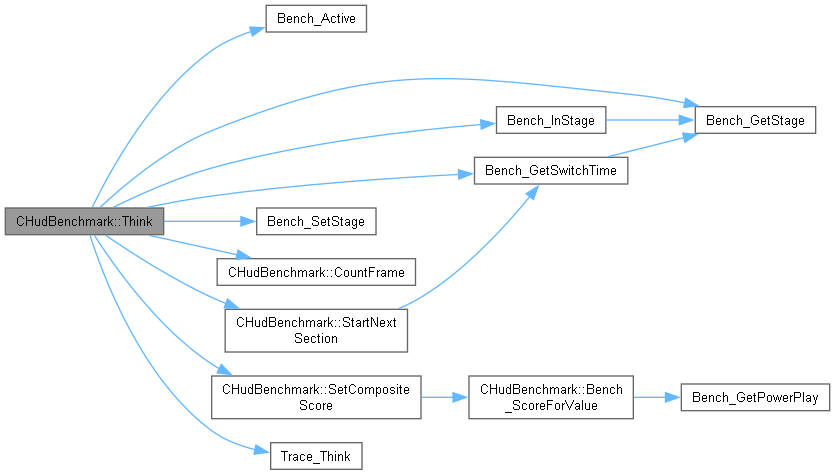 Bench_Active
Bench_InStage
Bench_GetStage
Bench_GetSwitchTime
CHudBenchmark::Think
Bench_SetStage
CHudBenchmark::CountFrame
CHudBenchmark::StartNext
Section
CHudBenchmark::SetComposite
Score
CHudBenchmark::Bench
_ScoreForValue
Bench_GetPowerPlay
Trace_Think